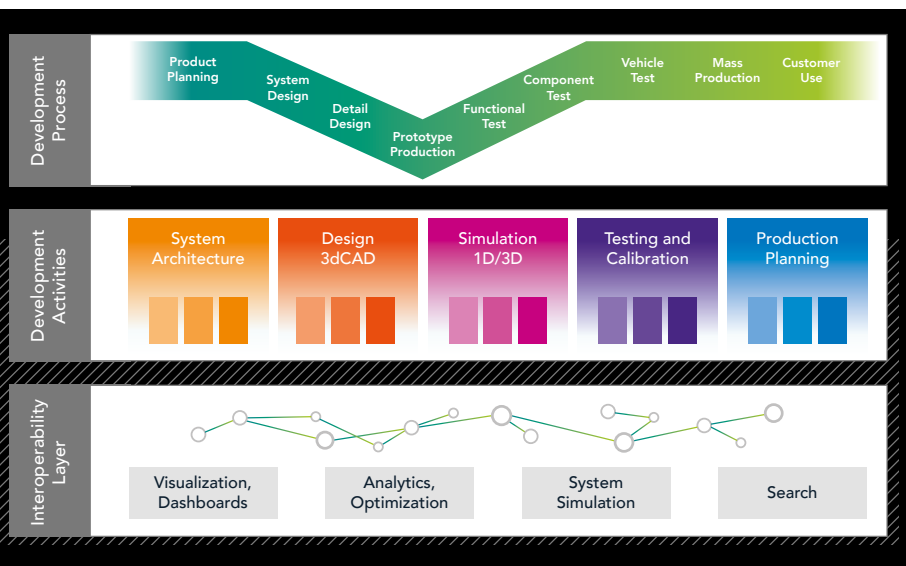 Development
Process
Product
Planning
System
Design
Detail
Design
Prototype
Production
Functional
Test
Component
Test
Vehicle
Test
Mass
Production
Customer
Use
Development
Activities
System
Architecture
Design
3dCAD
Simulation
1D/3D
Testing and
Calibration
Production
Planning
Interoperability
Layer
Visualization,
Dashboards
Analytics,
Optimization
System
Simulation
Search